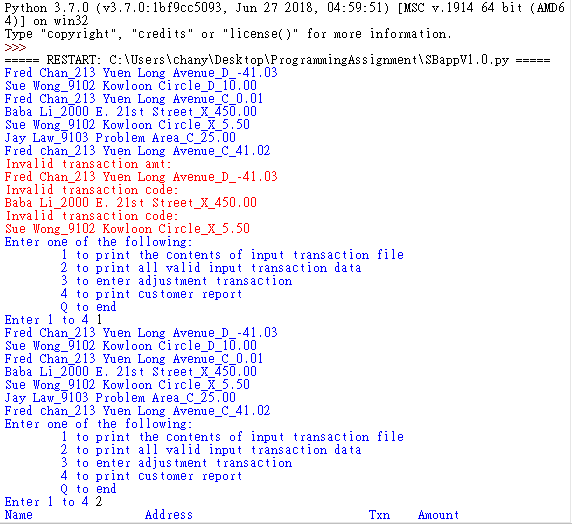 Python 3.7.0 (v3.7.0:1bf9cc5093, Jun 27 2018, 04:59:51) [MSC v.1914 64 bit (AMD6
4)] on win32
Type "copyright", "credits" or "license()" for more information.
>>>
===== RESTART: C:\Users\chany\Desktop\ProgrammingAssignment\SBappV1.0.py =====
Fred Chan_213 Yuen Long Avenue_D_-41.03
Sue Wong_9102 Kowloon Circle_D_10.00
Fred Chan_213 Yuen Long Avenue_C_0.01
Baba Li_2000 E. 21st Street_X_450.00
Sue Wong_9102 Kowloon Circle_X_5.50
Jay Law_9103 Problem Area_C_25.00
Fred chan_213 Yuen Long Avenue_C_41.02
Invalid transaction amt:
Fred Chan_213 Yuen Long Avenue_D_-41.03
Invalid transaction code:
Baba Li_2000 E. 21st Street_X_450.00
Invalid transaction code:
Sue Wong_9102 Kowloon Circle_X_5.50
Enter one of the following:
1 to print the contents of input transaction file
2 to print all valid input transaction data
3 to enter adjustment transaction
4 to print customer report
Q to end
Enter 1 to 4 1
Fred Chan_213 Yuen Long Avenue_D_-41.03
Sue Wong_9102 Kowloon Circle_D_10.00
Fred Chan_213 Yuen Long Avenue_C_0.01
Baba Li_2000 E. 21st Street_X_450.00
Sue Wong_9102 Kowloon Circle_X_5.50
Jay Law_9103 Problem Area_C_25.00
Fred chan_213 Yuen Long Avenue_C_41.02
Enter one of the following:
1 to print the contents of input transaction file
2 to print all valid input transaction data
3 to enter adjustment transaction
4 to print customer report
Q to end
Enter 1 to 4 2
Name Address Txn Amount